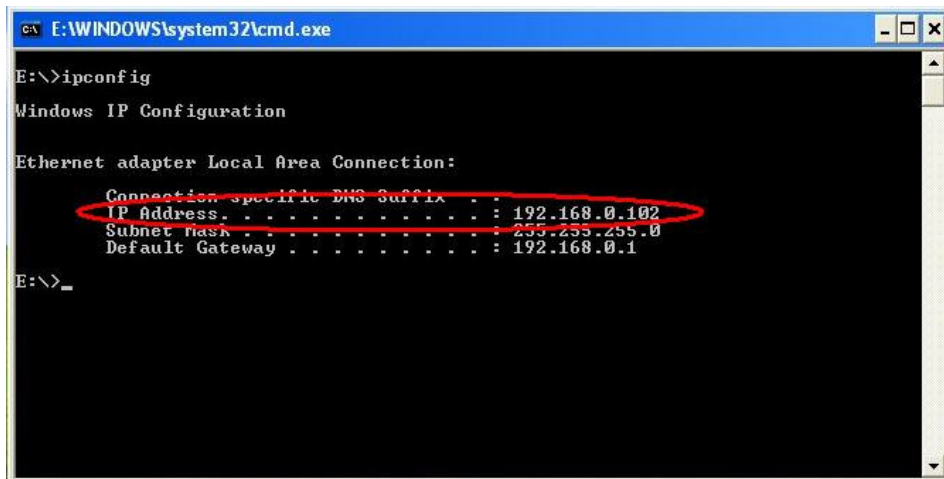 E:\WINDOWS\system32\cmd.exe
E:\>ipconfig
Windows IP Configuration
Ethernet adapter Local Area Connection:
Connection-specific DNS Suffix  . :
IP Address. . . . . . . . . . . . : 192.168.0.102
Subnet Mask . . . . . . . . . . . : 255.255.255.0
Default Gateway . . . . . . . . . : 192.168.0.1
E:\>_